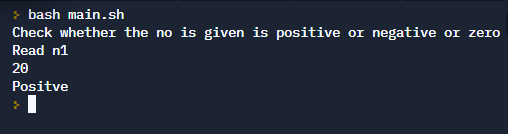 > bash main.sh
Check whether the no is given is positive or negative or zero
Read n1
20
Positve
>